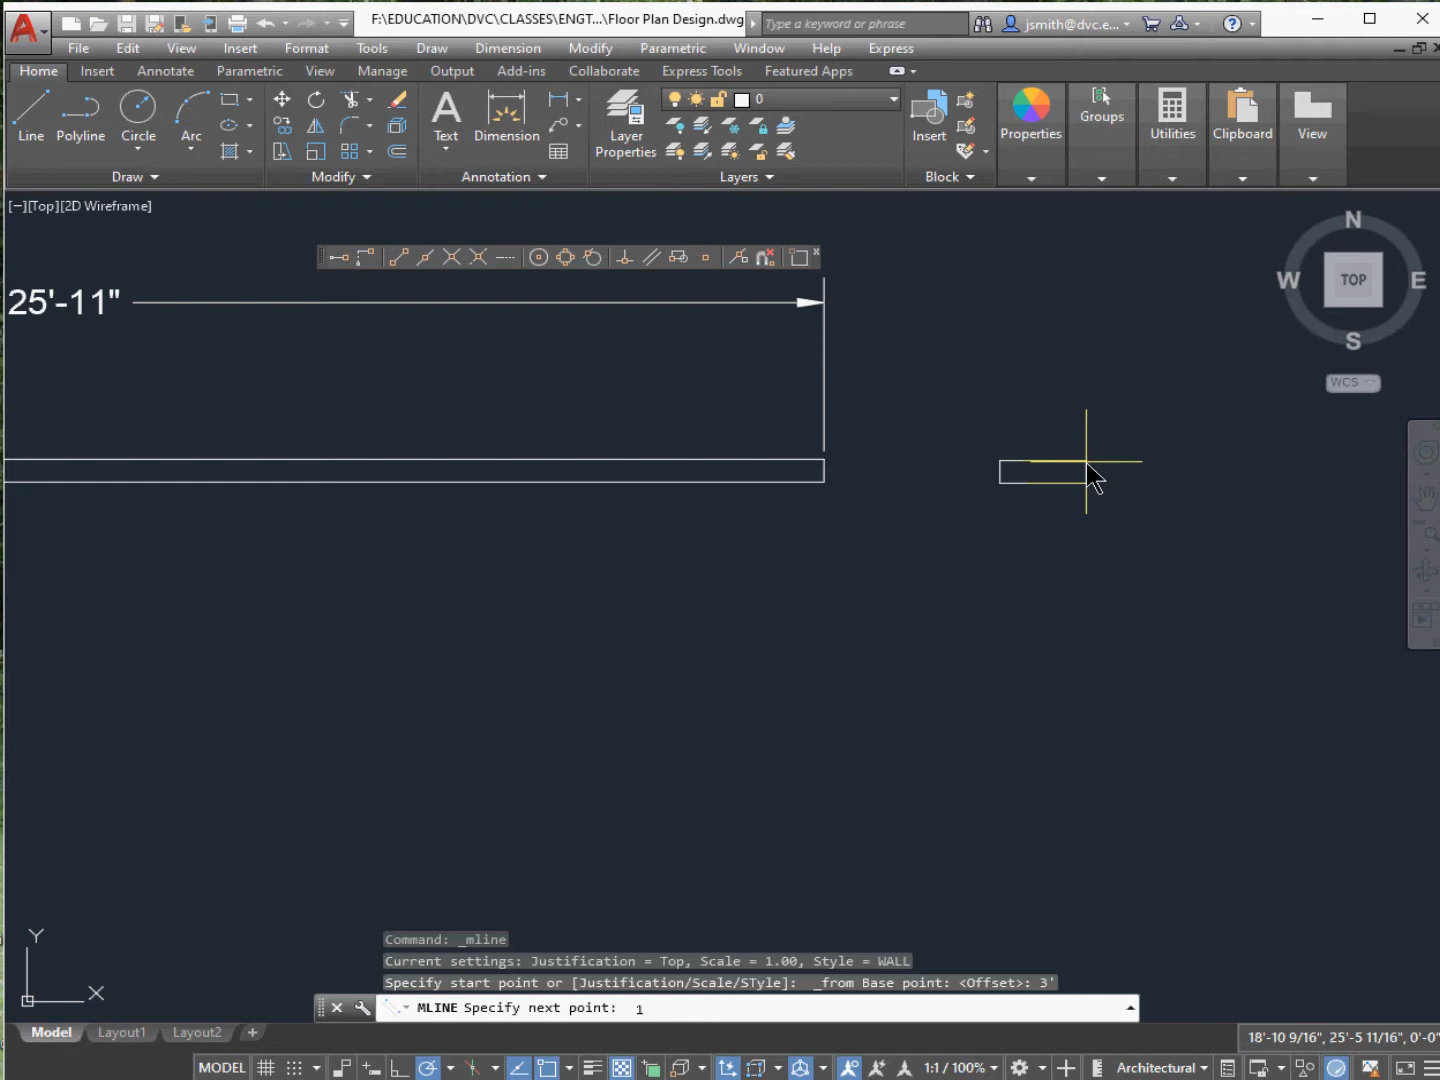 F:\EDUCATION\DVC\CLASSES\ENGT...\Floor Plan Design.dwg
Type a keyword or phrase
jsmith@dvc.e...
File Edit View Insert Format Tools Draw Dimension Modify Parametric Window Help Express
Home Insert Annotate Parametric View Manage Output Add-ins Collaborate Express Tools Featured Apps
0
Line Polyline Circle Arc
Text Dimension
Layer Properties
Insert
Properties Groups Utilities Clipboard View
Draw Modify Annotation Layers Block
[−][Top][2D Wireframe]
N
W TOP E
S
WCS
25'-11"
Y
X
Command: _mline
Current settings: Justification = Top, Scale = 1.00, Style = WALL
Specify start point or [Justification/Scale/STyle]: _from Base point: <Offset>: 3'
MLINE Specify next point: 1
Model Layout1 Layout2 +
18'-10 9/16", 25'-5 11/16", 0'-0"
MODEL 1:1 / 100% Architectural